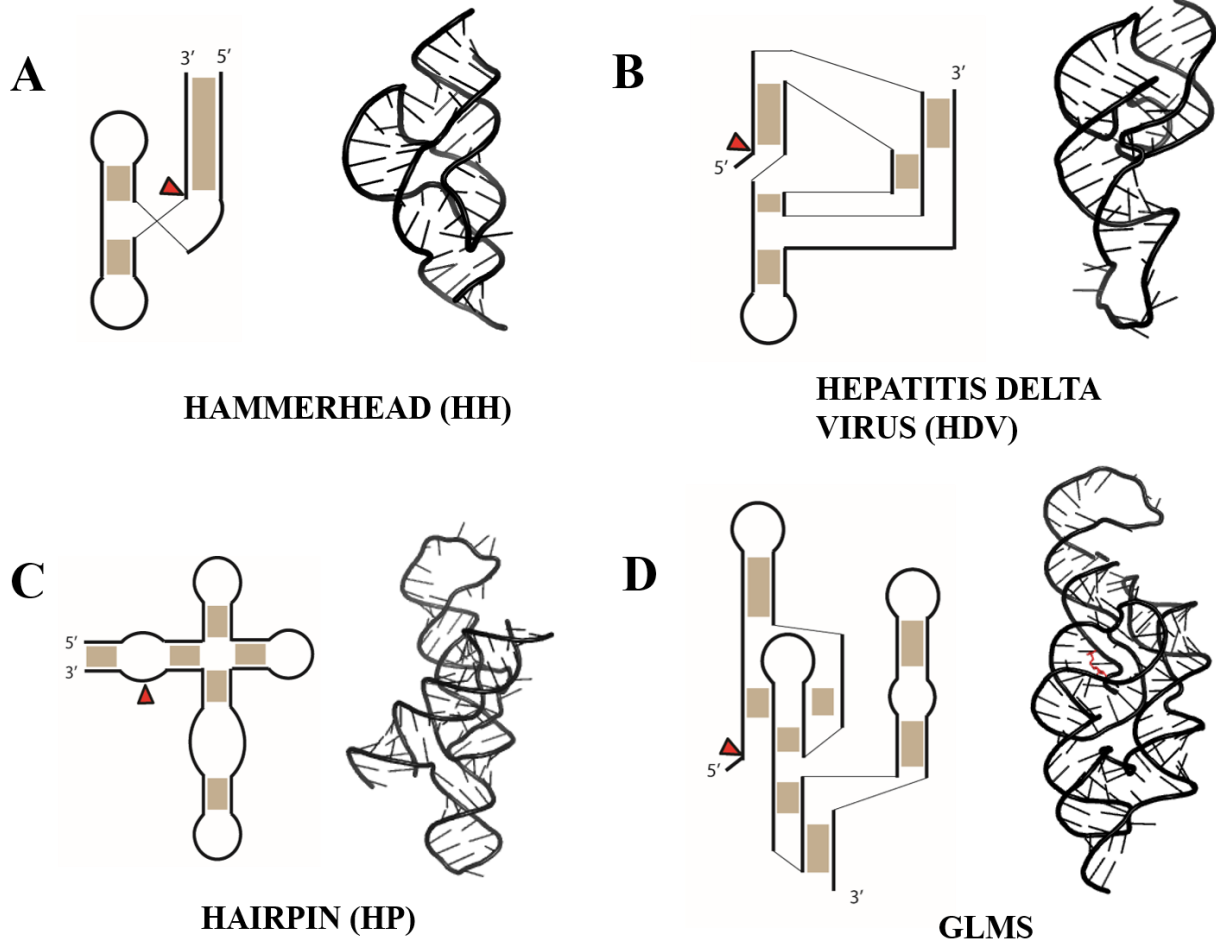 A
3′ 5′
HAMMERHEAD (HH)
B
3′
5′
HEPATITIS DELTA
VIRUS (HDV)
C
5′
3′
HAIRPIN (HP)
D
5′
3′
GLMS